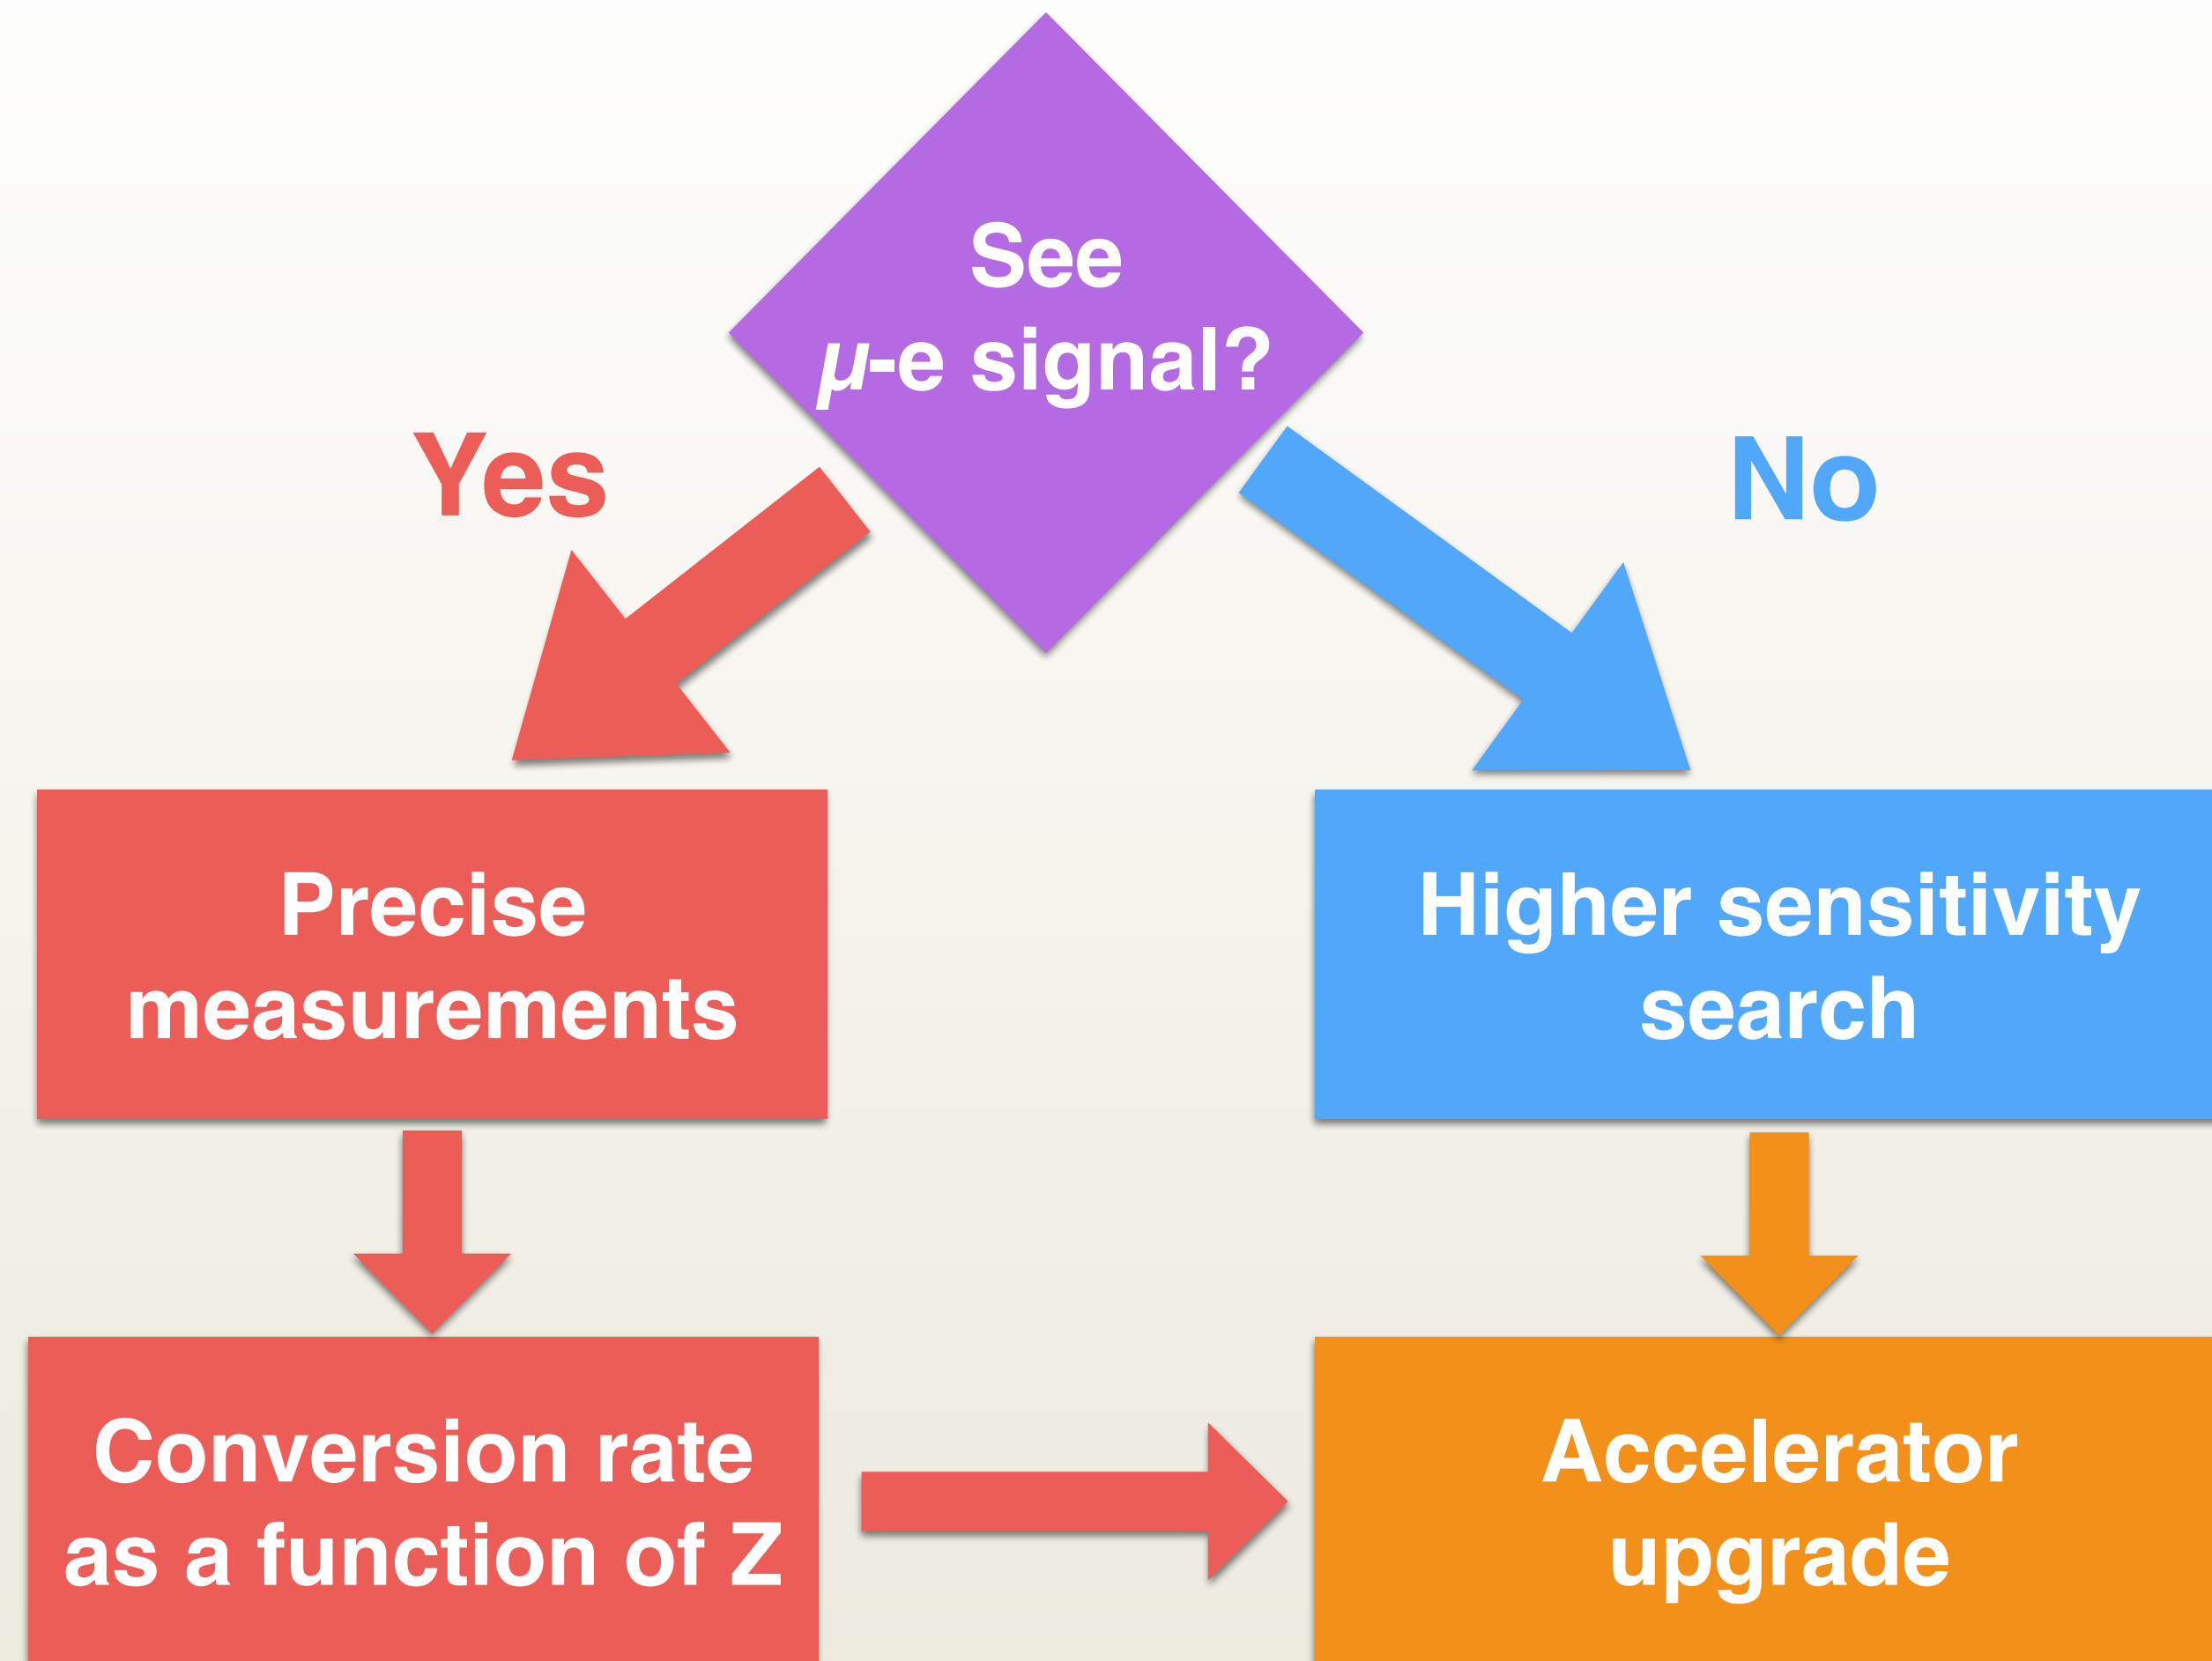 See
μ-e signal?
Yes
No
Precise
measurements
Higher sensitivity
search
Conversion rate
as a function of Z
Accelerator
upgrade